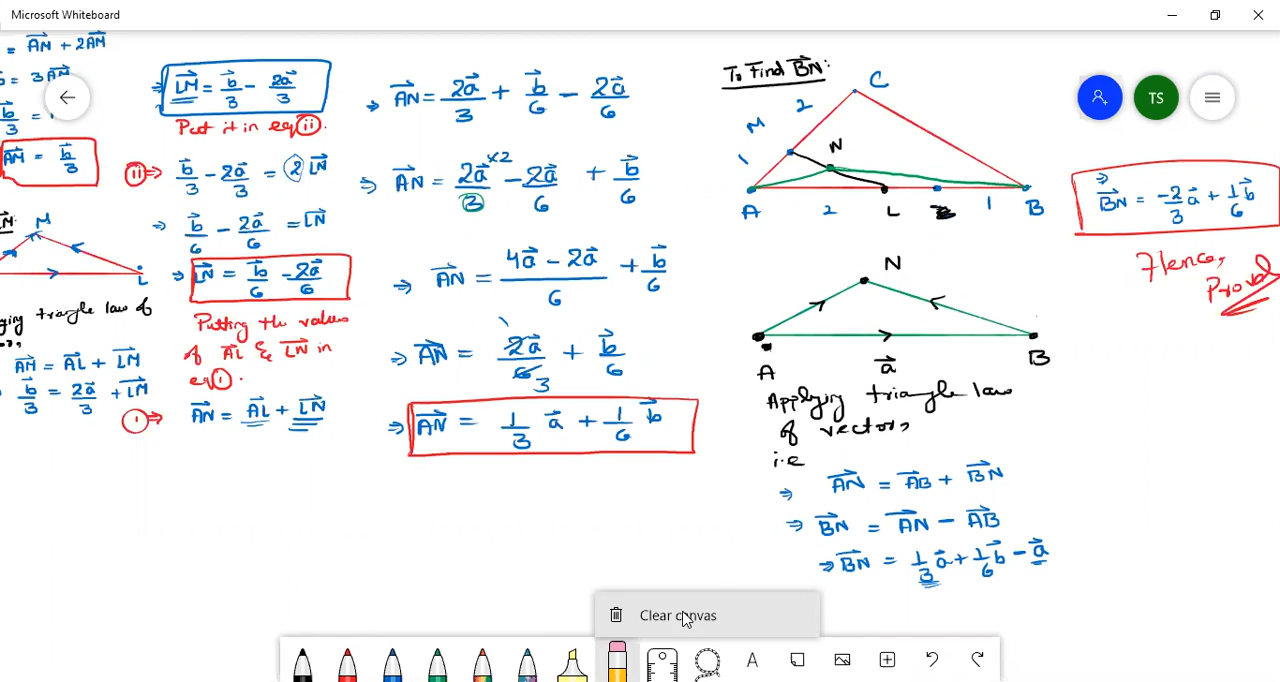 Microsoft Whiteboard
= AN + 2AM
= 3AM
b/3 =
AM = b/3
M
L
triangle law of
AM = AL + LM
b/3 = 2a/3 + LM
⇒ LM = b/3 - 2a/3
Put it in eq (ii).
(ii) ⇒ b/3 - 2a/3 = 2 LN
⇒ b/6 - 2a/6 = LN
⇒ LN = b/6 - 2a/6
Putting the values
of AL & LN in
eq (i).
(i) ⇒ AN = AL + LN
⇒ AN = 2a/3 + b/6 - 2a/6
⇒ AN = 2a×2/3 - 2a/6 + b/6
⇒ AN = 4a - 2a/6 + b/6
⇒ AN = 2a/6 + b/6
3
⇒ AN = 1/3 a + 1/6 b
To Find BN:
C
2
M
N
1
A
2
L
1
B
N
A
a
B
Applying triangle law
of vectors,
i.e
⇒ AN = AB + BN
⇒ BN = AN - AB
⇒ BN = 1/3 a + 1/6 b - a
TS
⇒ BN = -2/3 a + 1/6 b
Hence,
Proved
Clear canvas
A